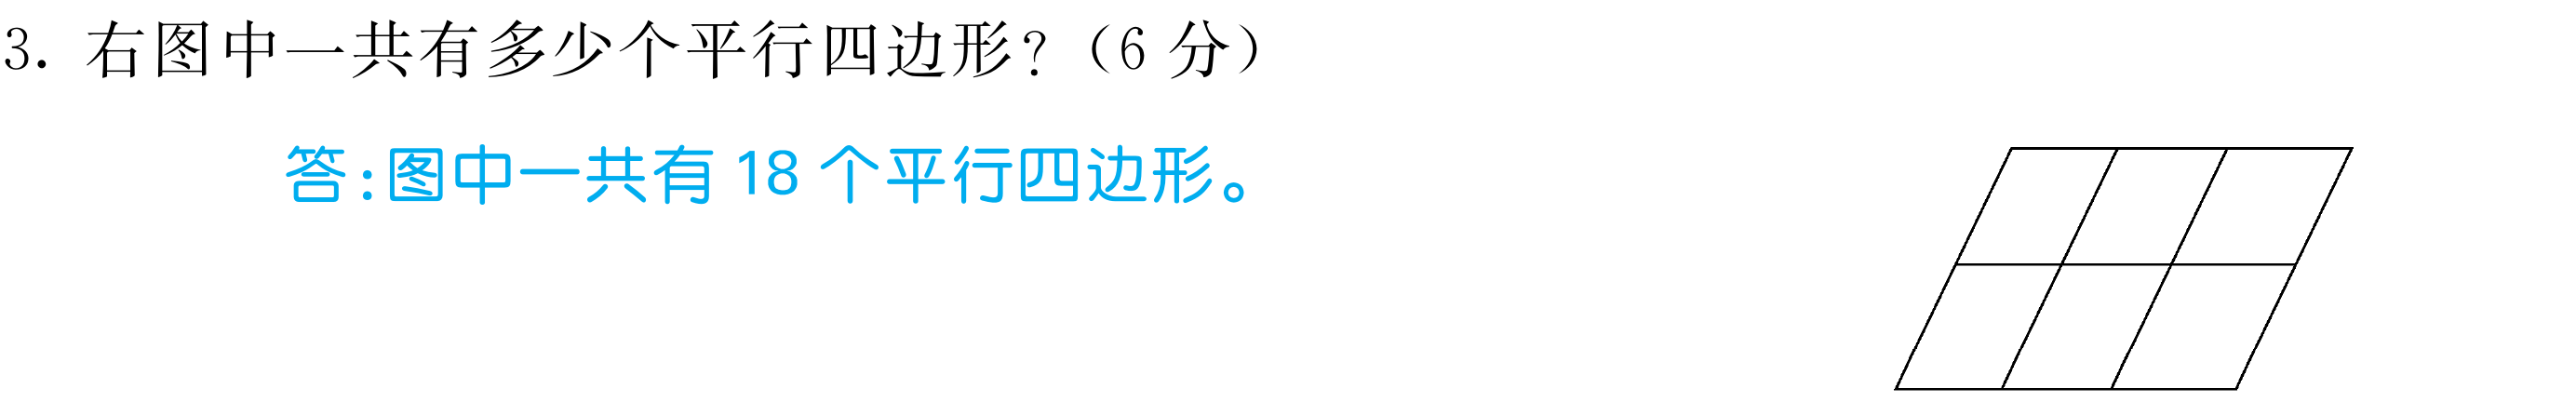 3. 右图中一共有多少个平行四边形?(6 分)
答:图中一共有 18 个平行四边形。